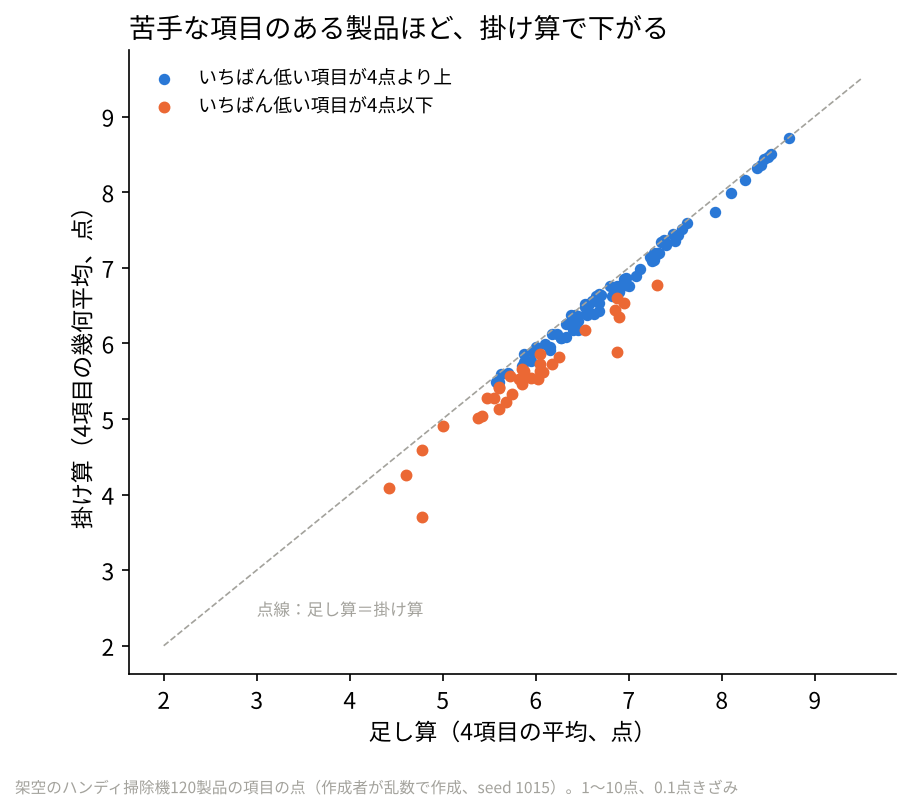 苦手な項目のある製品ほど、掛け算で下がる
いちばん低い項目が4点より上
いちばん低い項目が4点以下
掛け算（4項目の幾何平均、点）
9
8
7
6
5
4
3
2
点線：足し算＝掛け算
2 3 4 5 6 7 8 9
足し算（4項目の平均、点）
架空のハンディ掃除機120製品の項目の点（作成者が乱数で作成、seed 1015）。1〜10点、0.1点きざみ